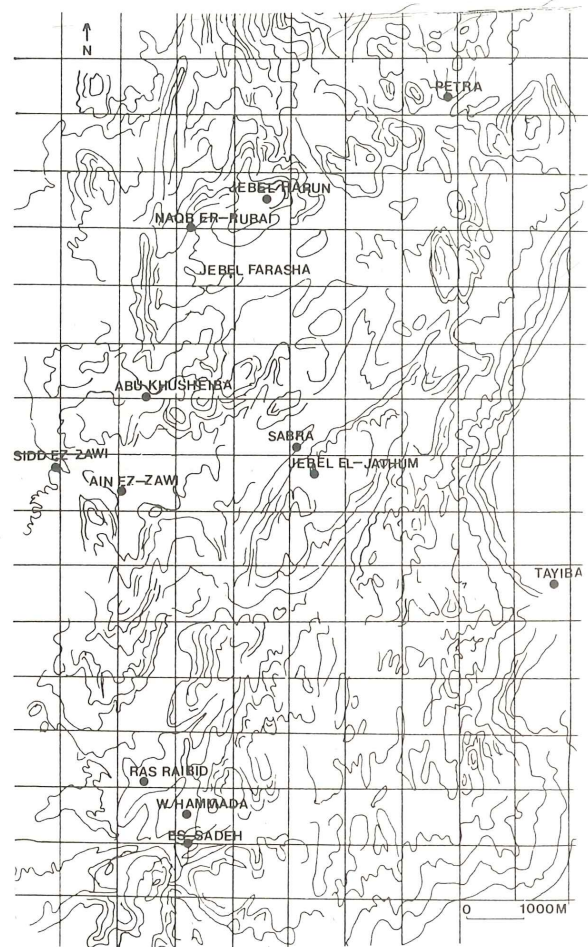 N
PETRA
JEBEL HARUN
NAQB ER-RUBAI
JEBEL FARASHA
ABU KHUSHEIBA
SABRA
SIDD EZ-ZAWI
JEBEL EL-JATHUM
AIN EZ-ZAWI
TAYIBA
RAS RAIBID
W. HAMMADA
ES-SADEH
0 1000M